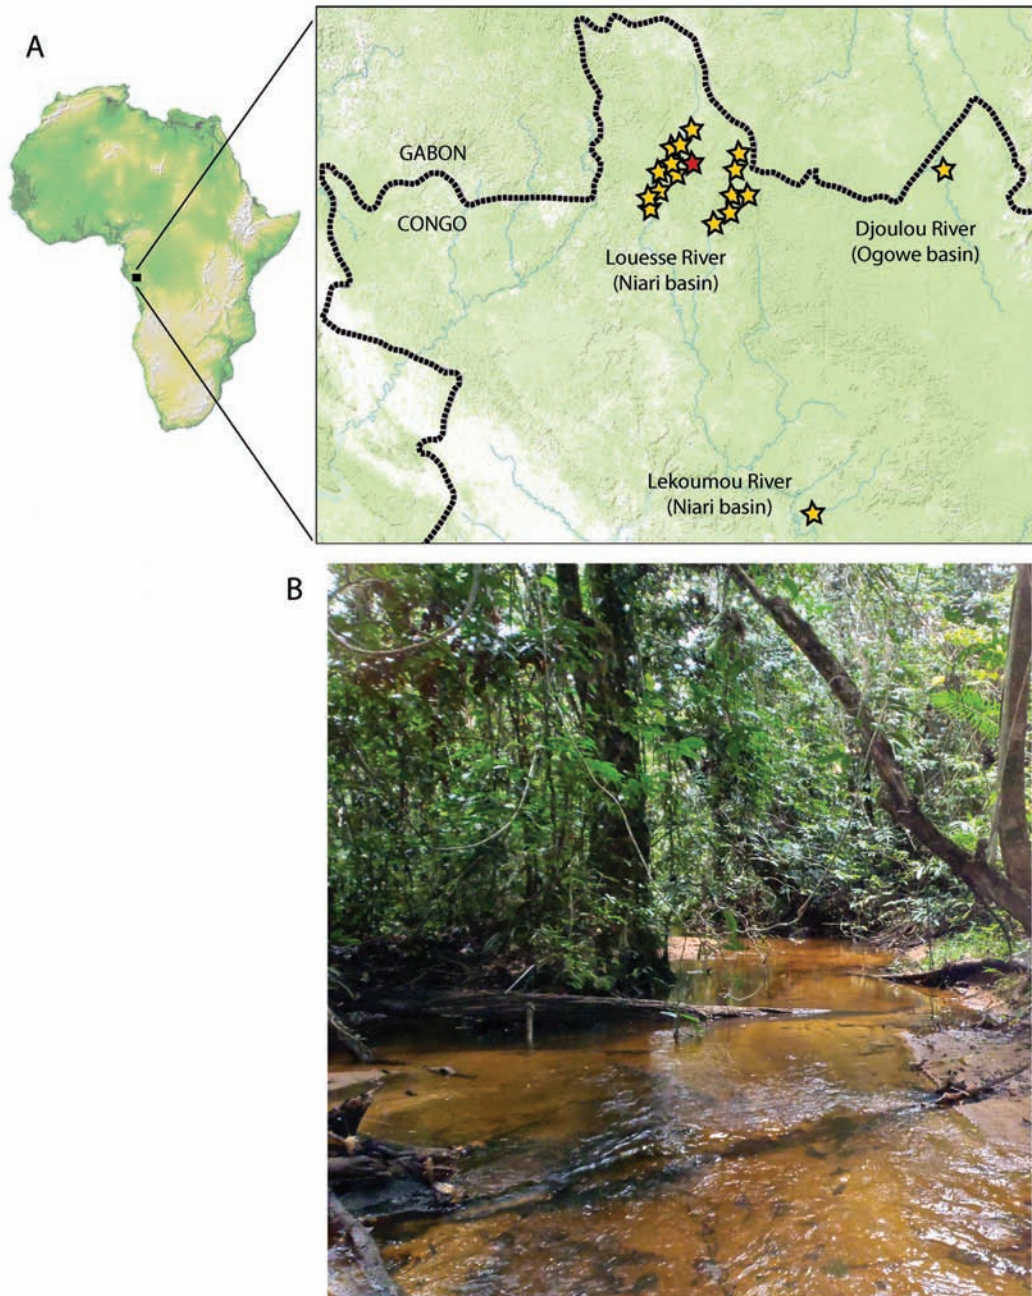 A
GABON
CONGO
Louesse River
(Niari basin)
Djoulou River
(Ogowe basin)
Lekoumou River
(Niari basin)
B